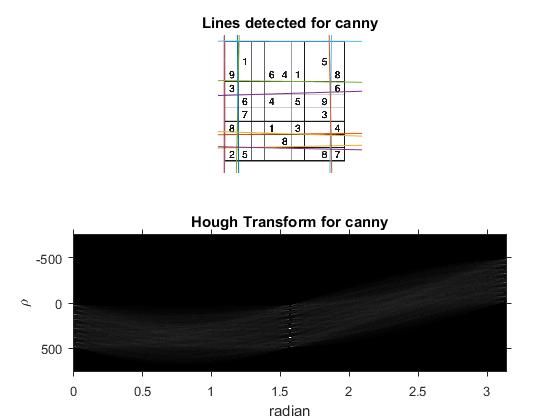 Lines detected for canny
1 5
9 6 4 1 8
3 6
6 4 5 9
7 3
8 1 3 4
8
2 5 8 7
Hough Transform for canny
-500
0
500
ρ
0 0.5 1 1.5 2 2.5 3
radian